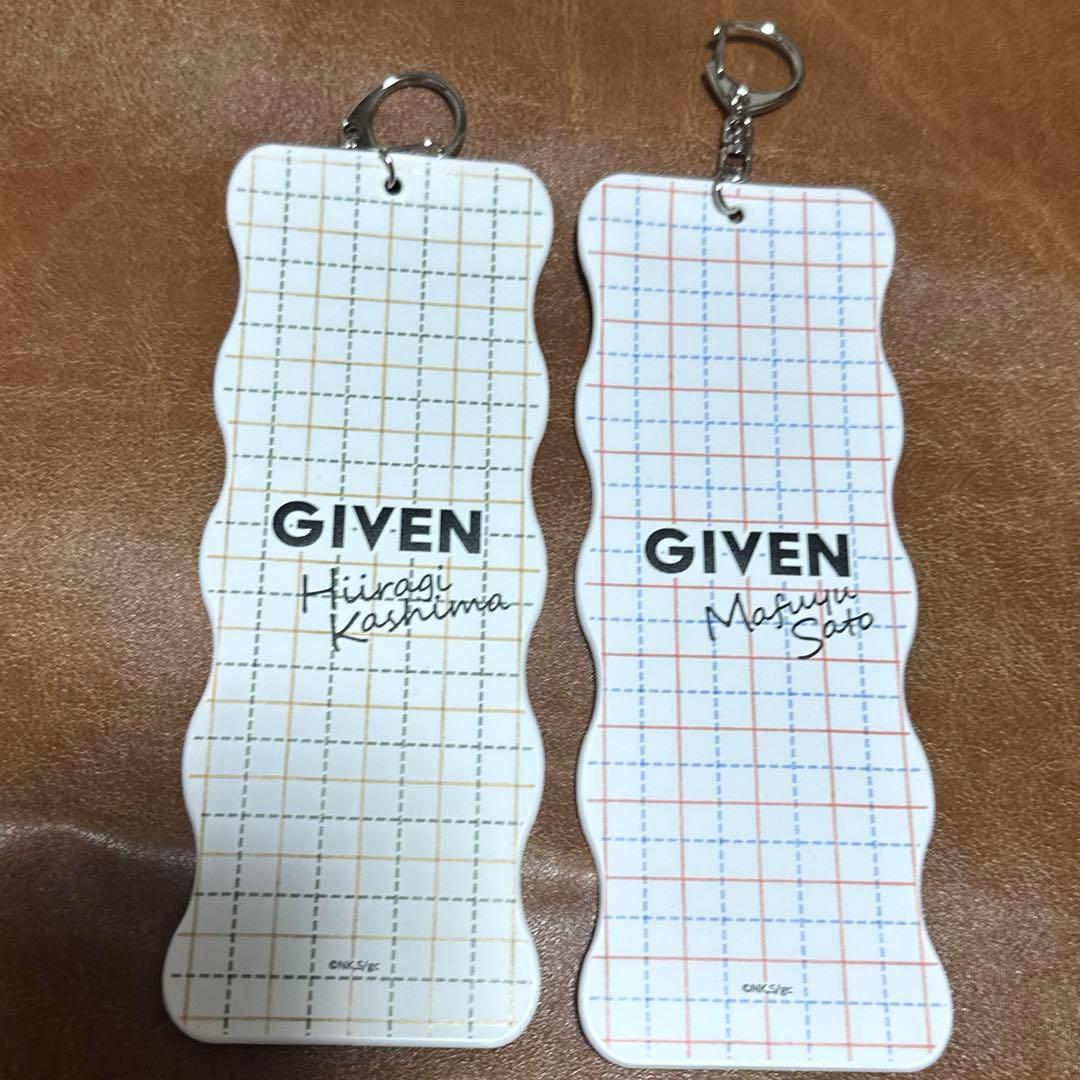 GIVEN
Hiiragi
Kashima
©NK,S/gc
GIVEN
Mafuyu
Sato
©NK,S/gc